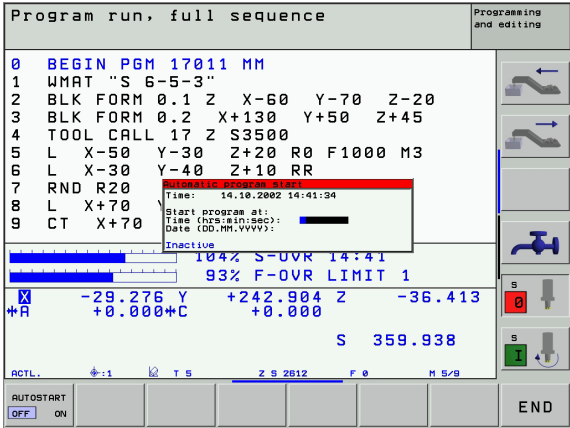 Program run, full sequence
Programming
and editing
0 BEGIN PGM 17011 MM
1 WMAT "S 6-5-3"
2 BLK FORM 0.1 Z X-60 Y-70 Z-20
3 BLK FORM 0.2 X+130 Y+50 Z+45
4 TOOL CALL 17 Z S3500
5 L X-50 Y-30 Z+20 R0 F1000 M3
6 L X-30 Y-40 Z+10 RR
7 RND R20
8 L X+70
9 CT X+70
Automatic program start
Time: 14.10.2002 14:41:34
Start program at:
Time (hrs:min:sec):
Date (DD.MM.YYYY):
Inactive
104% S-OVR 14:41
93% F-OVR LIMIT 1
X -29.276 Y +242.904 Z -36.413
A +0.000 C +0.000
S 359.938
ACTL. :1 T 5 Z S 2612 F 0 M 5/9
S
0
S
I
AUTOSTART
OFF ON
END